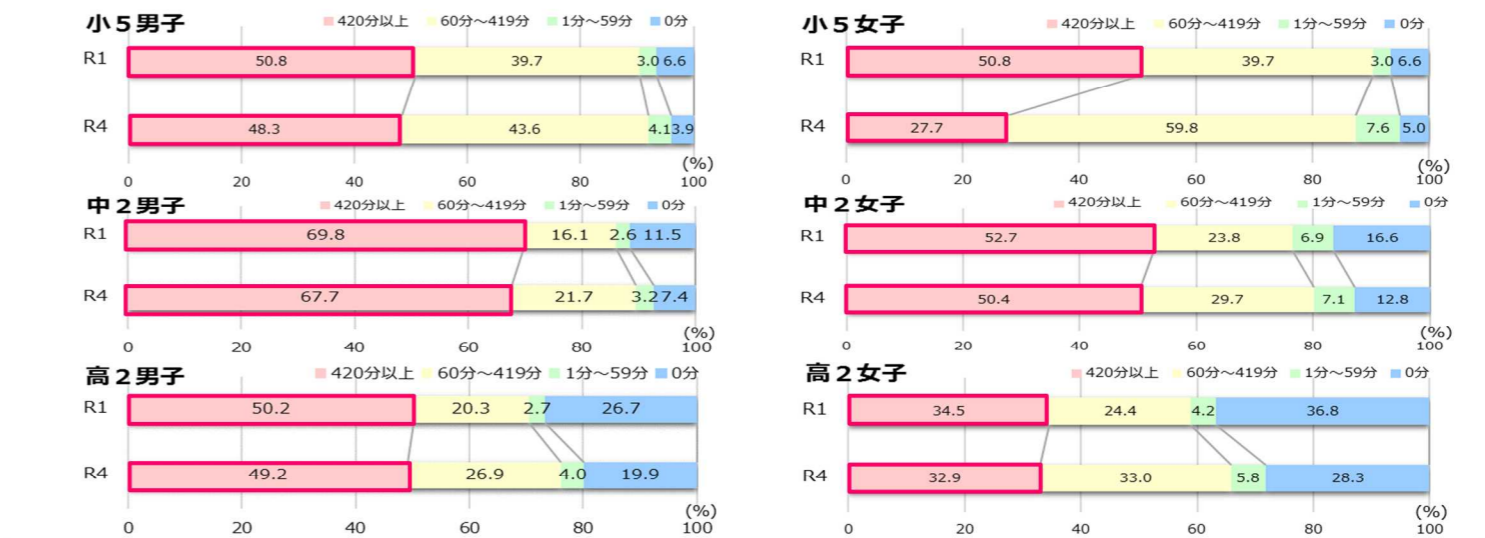 小５男子
420分以上 60分～419分 1分～59分 0分
R1 50.8 39.7 3.0 6.6
R4 48.3 43.6 4.1 3.9
(%)
0 20 40 60 80 100
中２男子
420分以上 60分～419分 1分～59分 0分
R1 69.8 16.1 2.6 11.5
R4 67.7 21.7 3.2 7.4
(%)
0 20 40 60 80 100
高２男子
420分以上 60分～419分 1分～59分 0分
R1 50.2 20.3 2.7 26.7
R4 49.2 26.9 4.0 19.9
(%)
0 20 40 60 80 100
小５女子
420分以上 60分～419分 1分～59分 0分
R1 50.8 39.7 3.0 6.6
R4 27.7 59.8 7.6 5.0
(%)
0 20 40 60 80 100
中２女子
420分以上 60分～419分 1分～59分 0分
R1 52.7 23.8 6.9 16.6
R4 50.4 29.7 7.1 12.8
(%)
0 20 40 60 80 100
高２女子
420分以上 60分～419分 1分～59分 0分
R1 34.5 24.4 4.2 36.8
R4 32.9 33.0 5.8 28.3
(%)
0 20 40 60 80 100